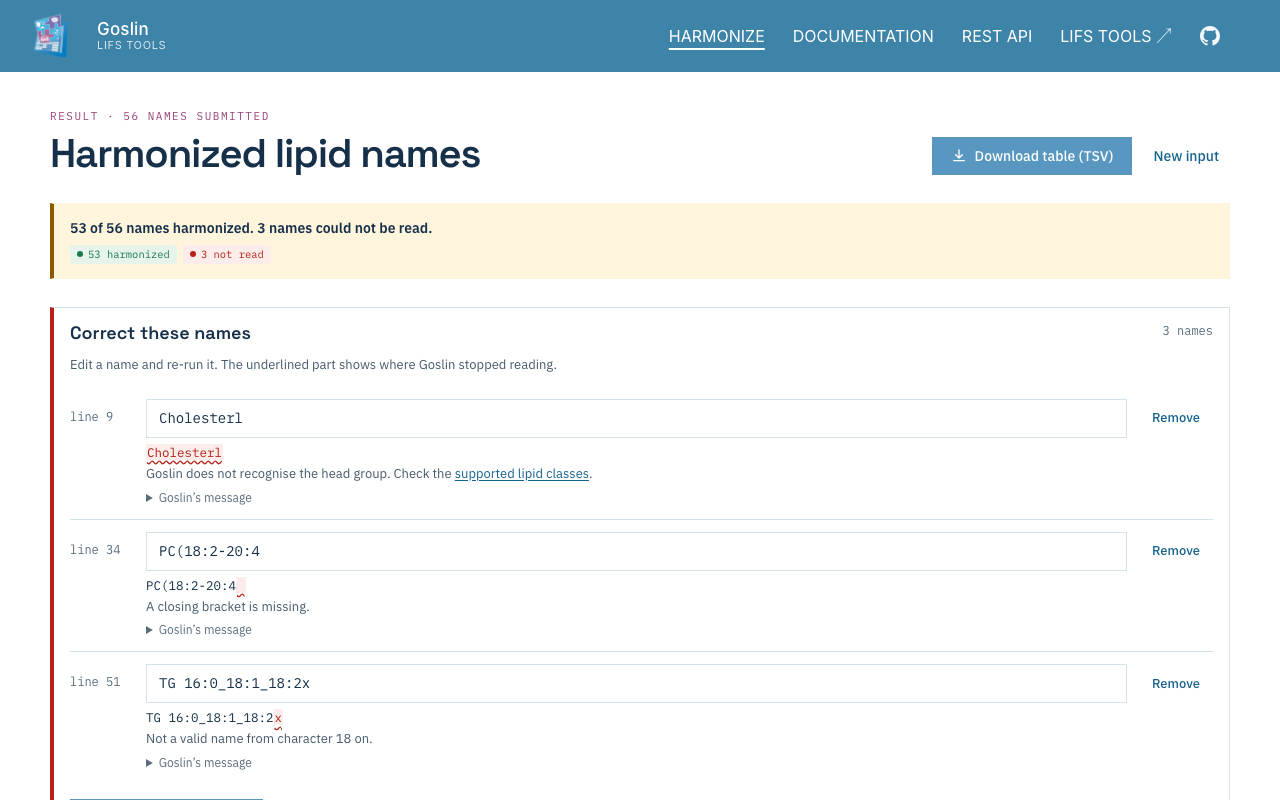 Goslin
LIFS TOOLS
HARMONIZE DOCUMENTATION REST API LIFS TOOLS ↗
RESULT · 56 NAMES SUBMITTED
Harmonized lipid names
Download table (TSV)
New input
53 of 56 names harmonized. 3 names could not be read.
53 harmonized 3 not read
Correct these names
3 names
Edit a name and re-run it. The underlined part shows where Goslin stopped reading.
line 9
Cholesterl
Remove
Cholesterl
Goslin does not recognise the head group. Check the supported lipid classes.
Goslin’s message
line 34
PC(18:2-20:4
Remove
PC(18:2-20:4
A closing bracket is missing.
Goslin’s message
line 51
TG 16:0_18:1_18:2x
Remove
TG 16:0_18:1_18:2x
Not a valid name from character 18 on.
Goslin’s message